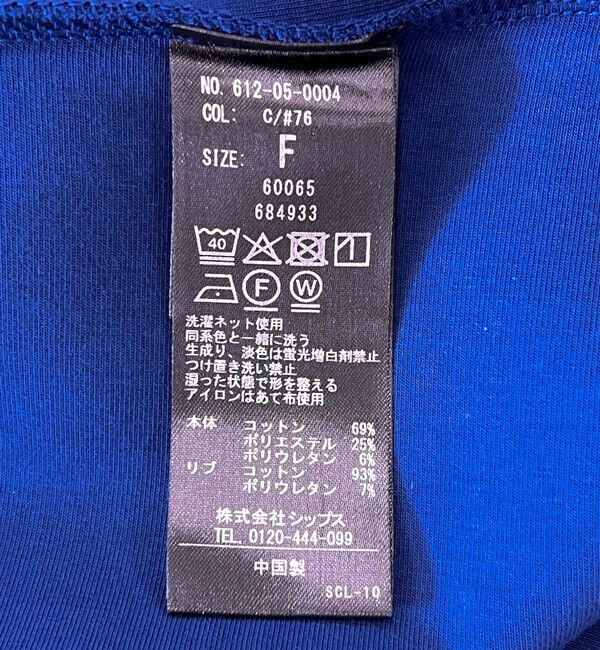 NO. 612-05-0004
COL: C/#76
SIZE: F
60065
684933
40
F W
洗濯ネット使用
同系色と一緒に洗う
生成り、淡色は蛍光増白剤禁止
つけ置き洗い禁止
湿った状態で形を整える
アイロンはあて布使用
本体 コットン 69%
ポリエステル 25%
ポリウレタン 6%
リブ コットン 93%
ポリウレタン 7%
株式会社シップス
TEL. 0120-444-099
中国製
SCL-10